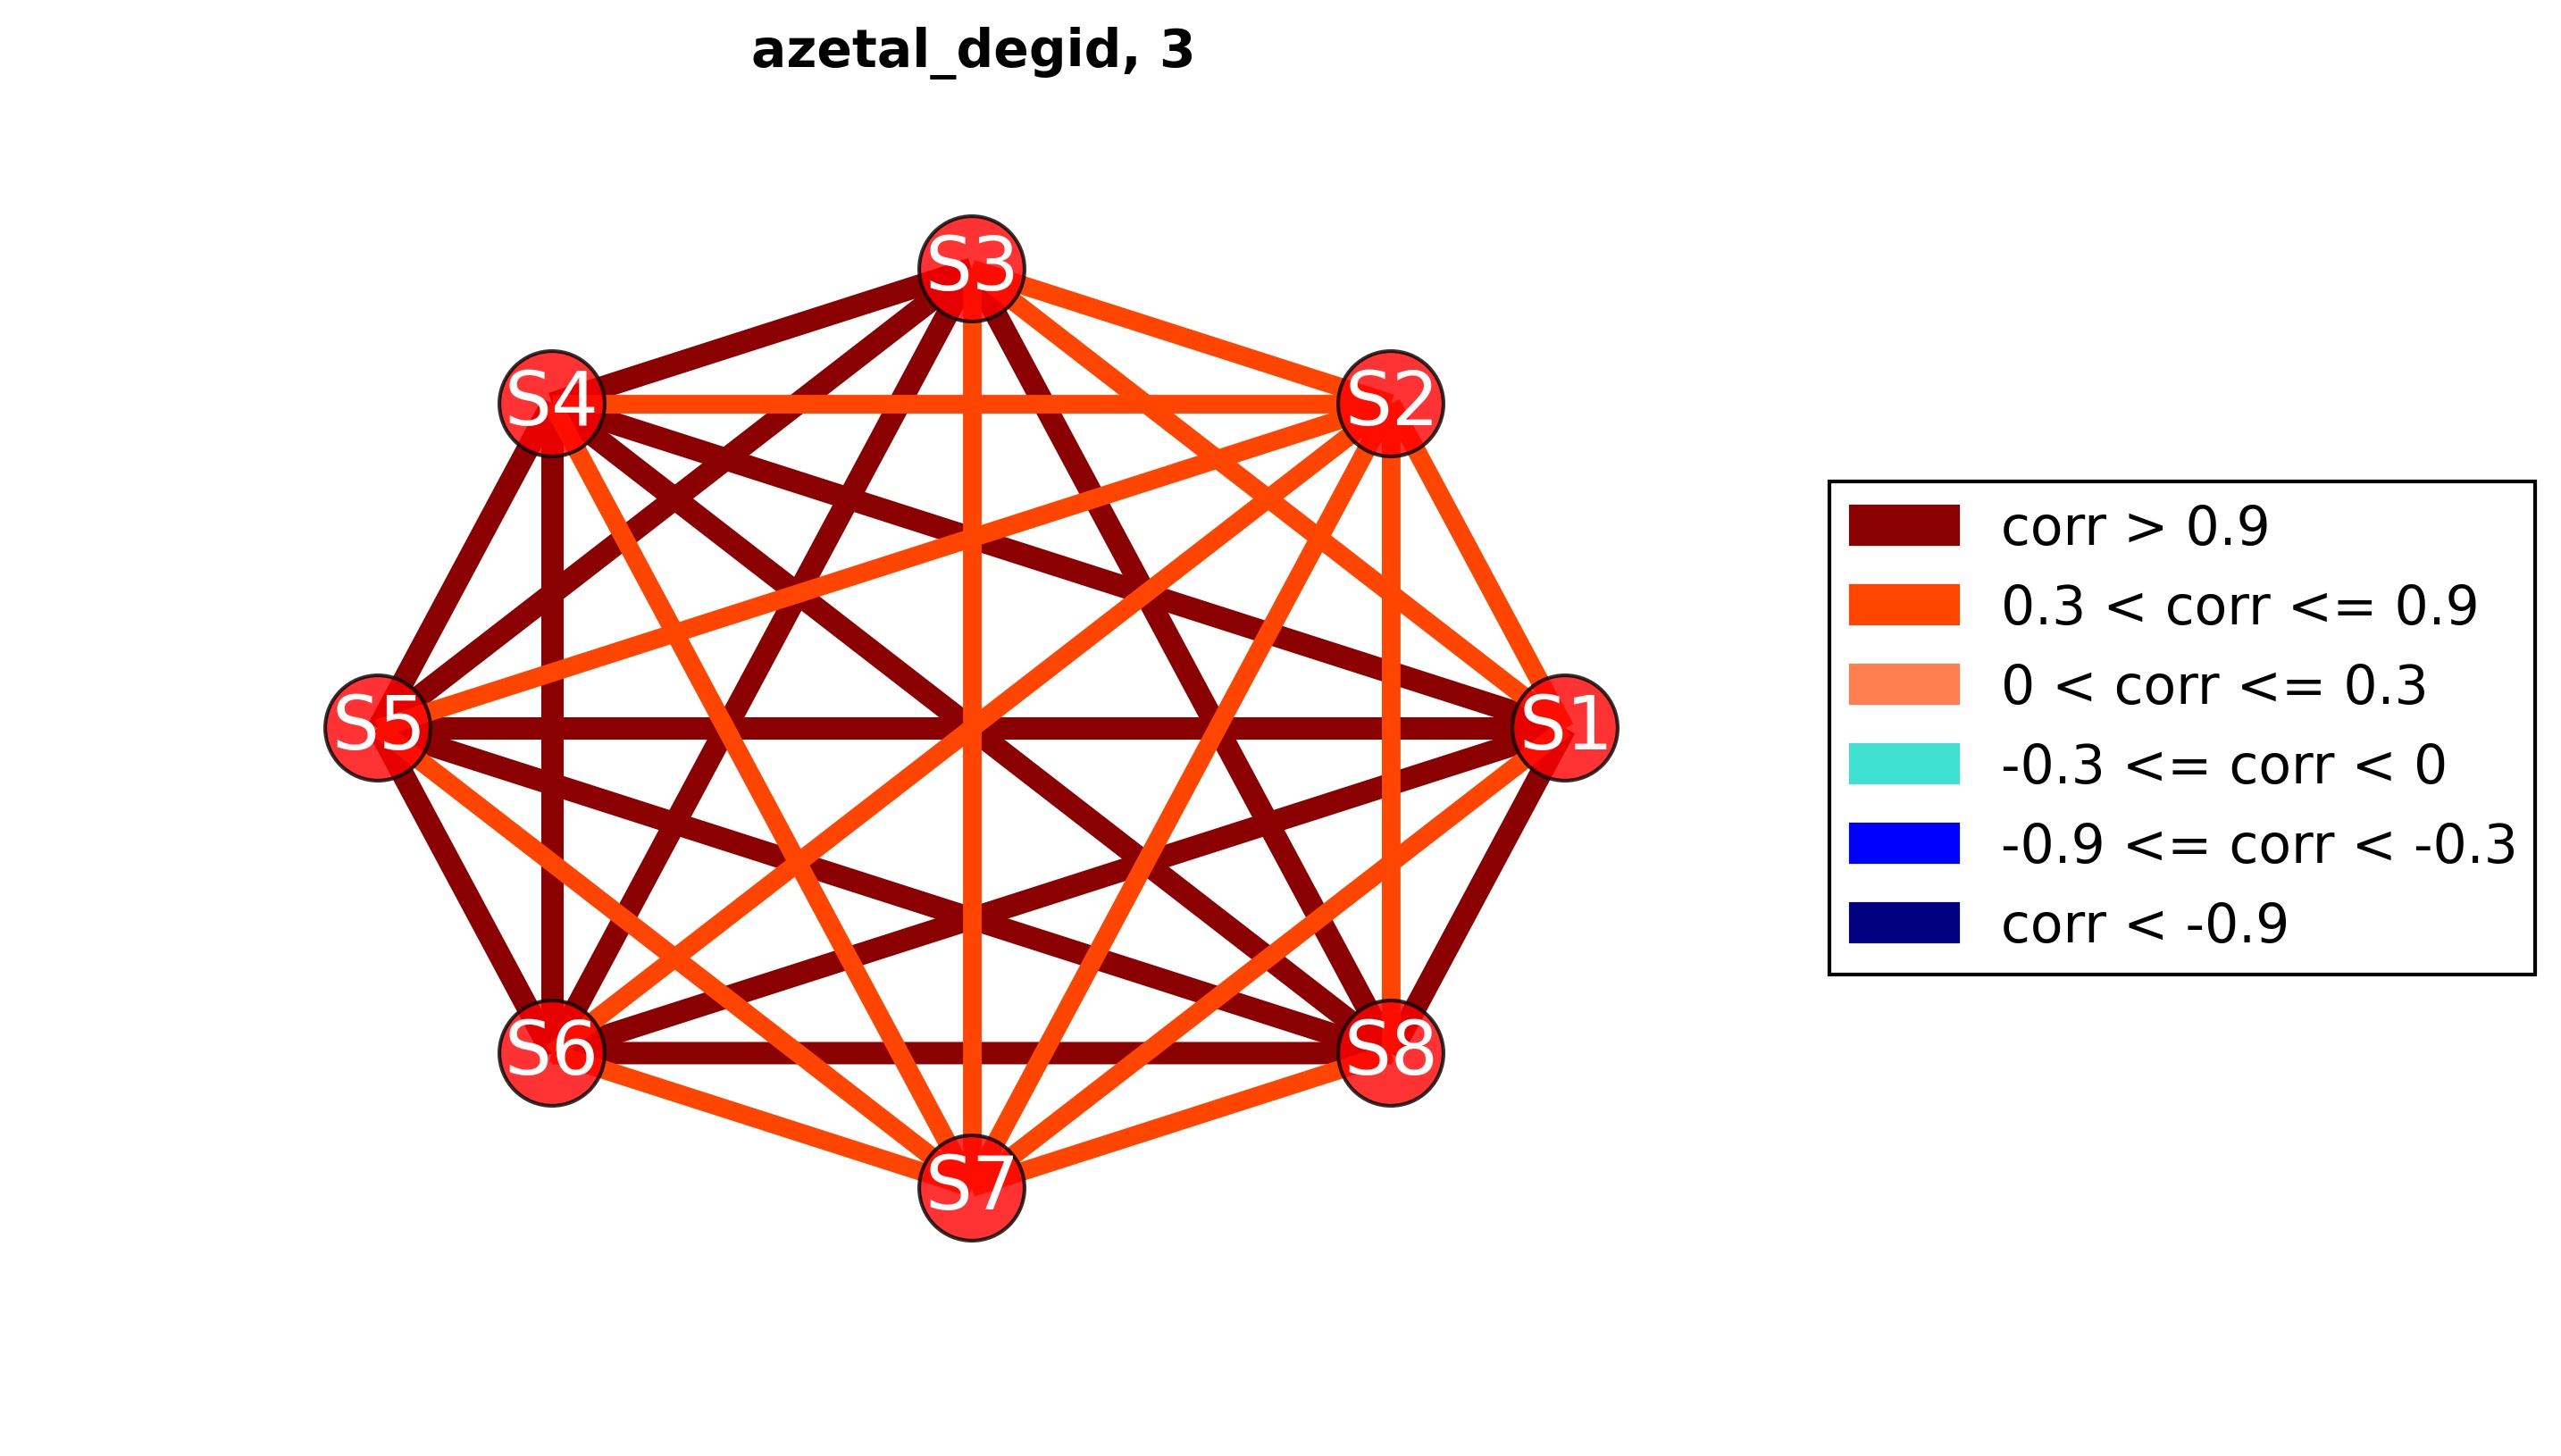 azetal_degid, 3
S3
S4
S2
S5
S1
S6
S8
S7
corr > 0.9
0.3 < corr <= 0.9
0 < corr <= 0.3
-0.3 <= corr < 0
-0.9 <= corr < -0.3
corr < -0.9